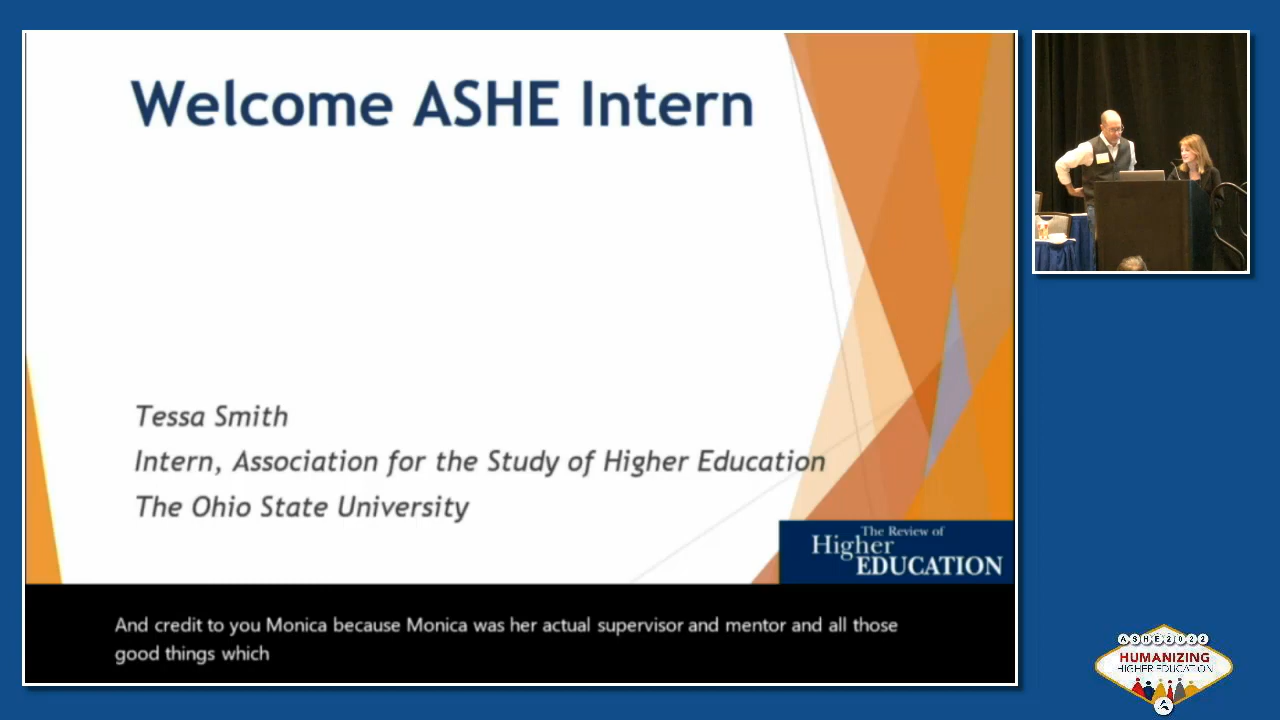 Welcome ASHE Intern
Tessa Smith
Intern, Association for the Study of Higher Education
The Ohio State University
The Review of
Higher
EDUCATION
And credit to you Monica because Monica was her actual supervisor and mentor and all those
good things which
ASHE2022
HUMANIZING
HIGHER EDUCATION
A